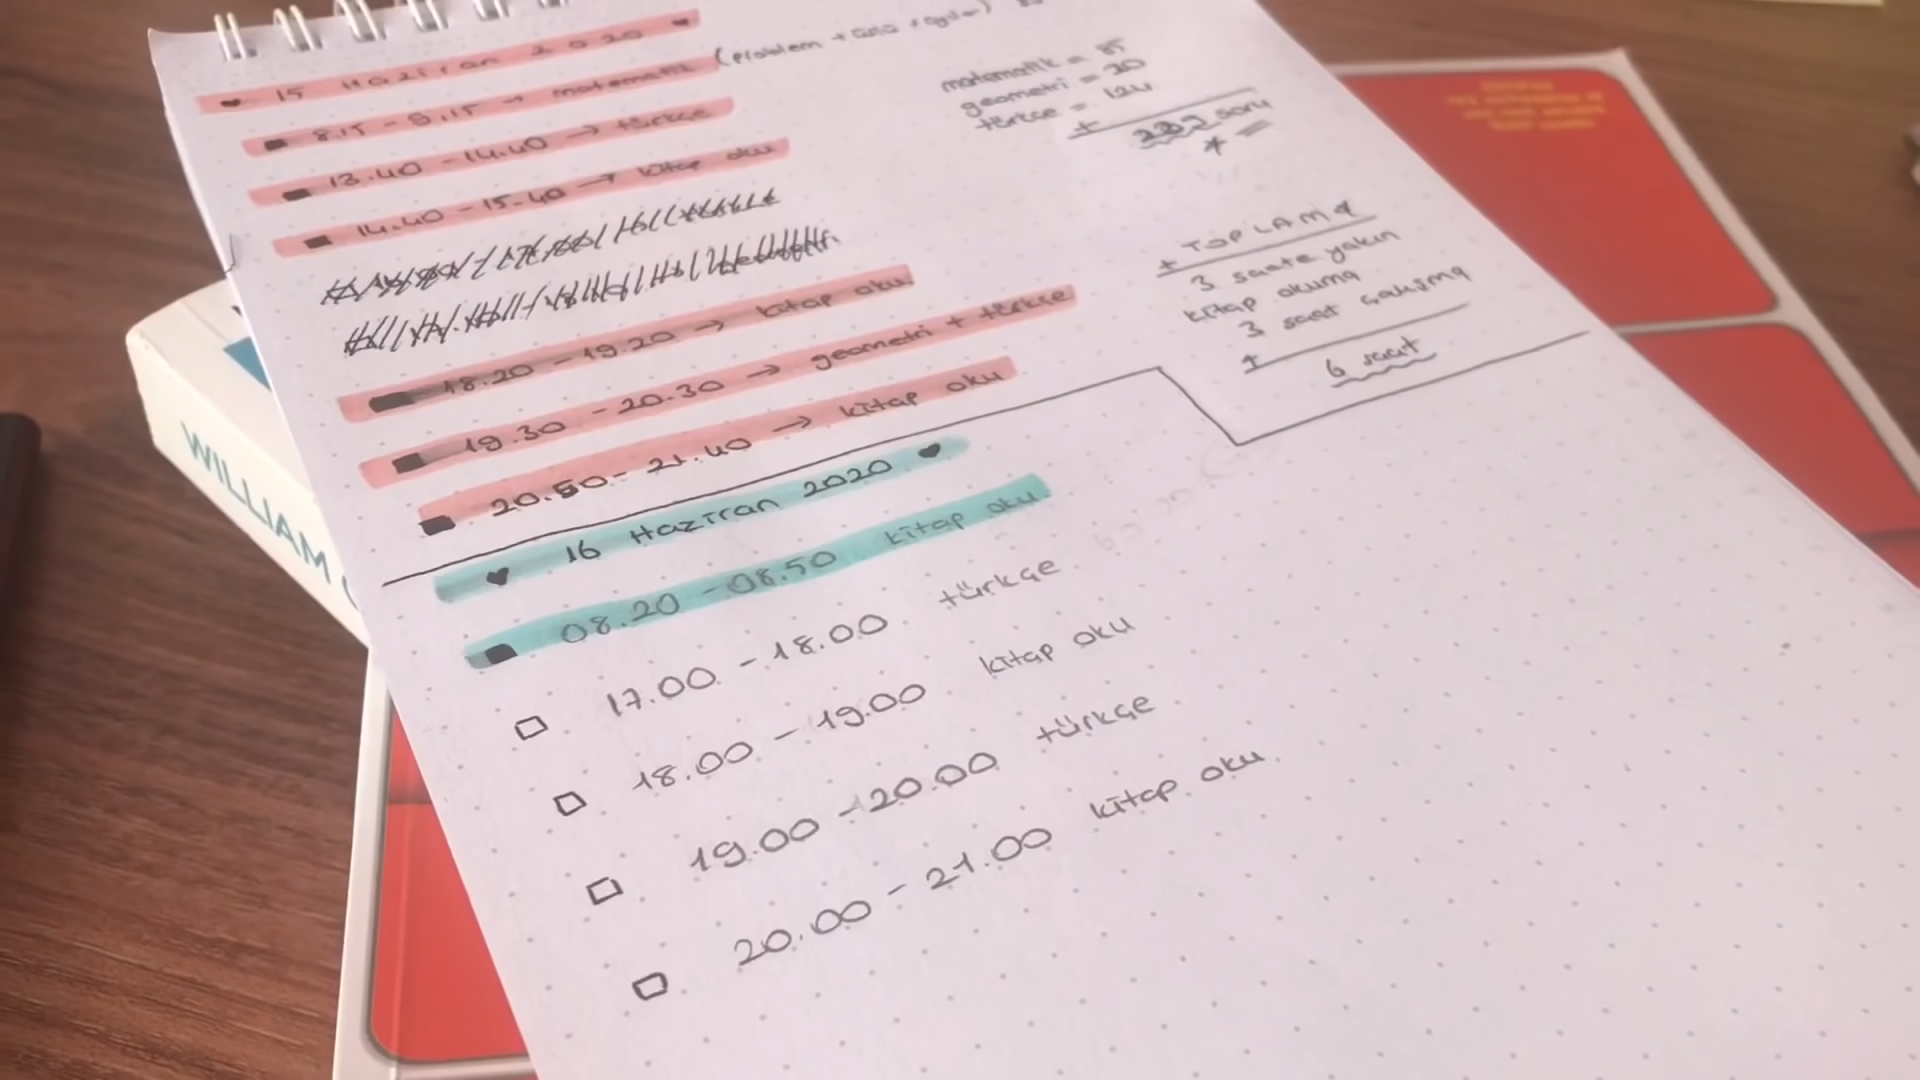 ♥ 15 Haziran 2020 ♥
■ 8.15 - 9.15 → matematik (problem +
■ 13.40 - 14.40 → türkçe
■ 14.40 - 15.40 → kitap oku
■ 18.20 - 19.20 → kitap oku
■ 19.30 - 20.30 → geometri + türkçe
■ 20.50 - 21.40 → kitap oku
matematik = 85
geometri = 20
türkçe = 124
+
soru
+ TOPLAMA
3 saate yakın
kitap okuma
3 saat çalışma
+
6 saat
♥ 16 Haziran 2020 ♥
■ 08.20 - 08.50 kitap oku
□ 17.00 - 18.00 türkçe
□ 18.00 - 19.00 kitap oku
□ 19.00 - 20.00 türkçe
□ 20.00 - 21.00 kitap oku
WILLIAM